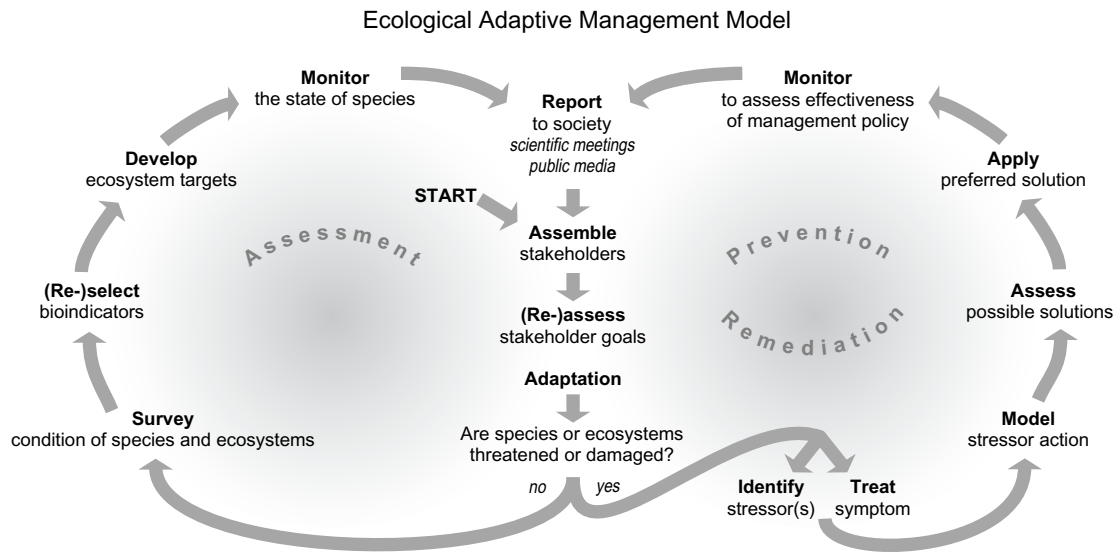 Ecological Adaptive Management Model
Monitor
the state of species
Develop
ecosystem targets
(Re-)select
bioindicators
Survey
condition of species and ecosystems
Assessment
Report
to society
scientific meetings
public media
START
Assemble
stakeholders
(Re-)assess
stakeholder goals
Adaptation
Are species or ecosystems
threatened or damaged?
no
yes
Prevention
Remediation
Identify
stressor(s)
Treat
symptom
Model
stressor action
Assess
possible solutions
Apply
preferred solution
Monitor
to assess effectiveness
of management policy